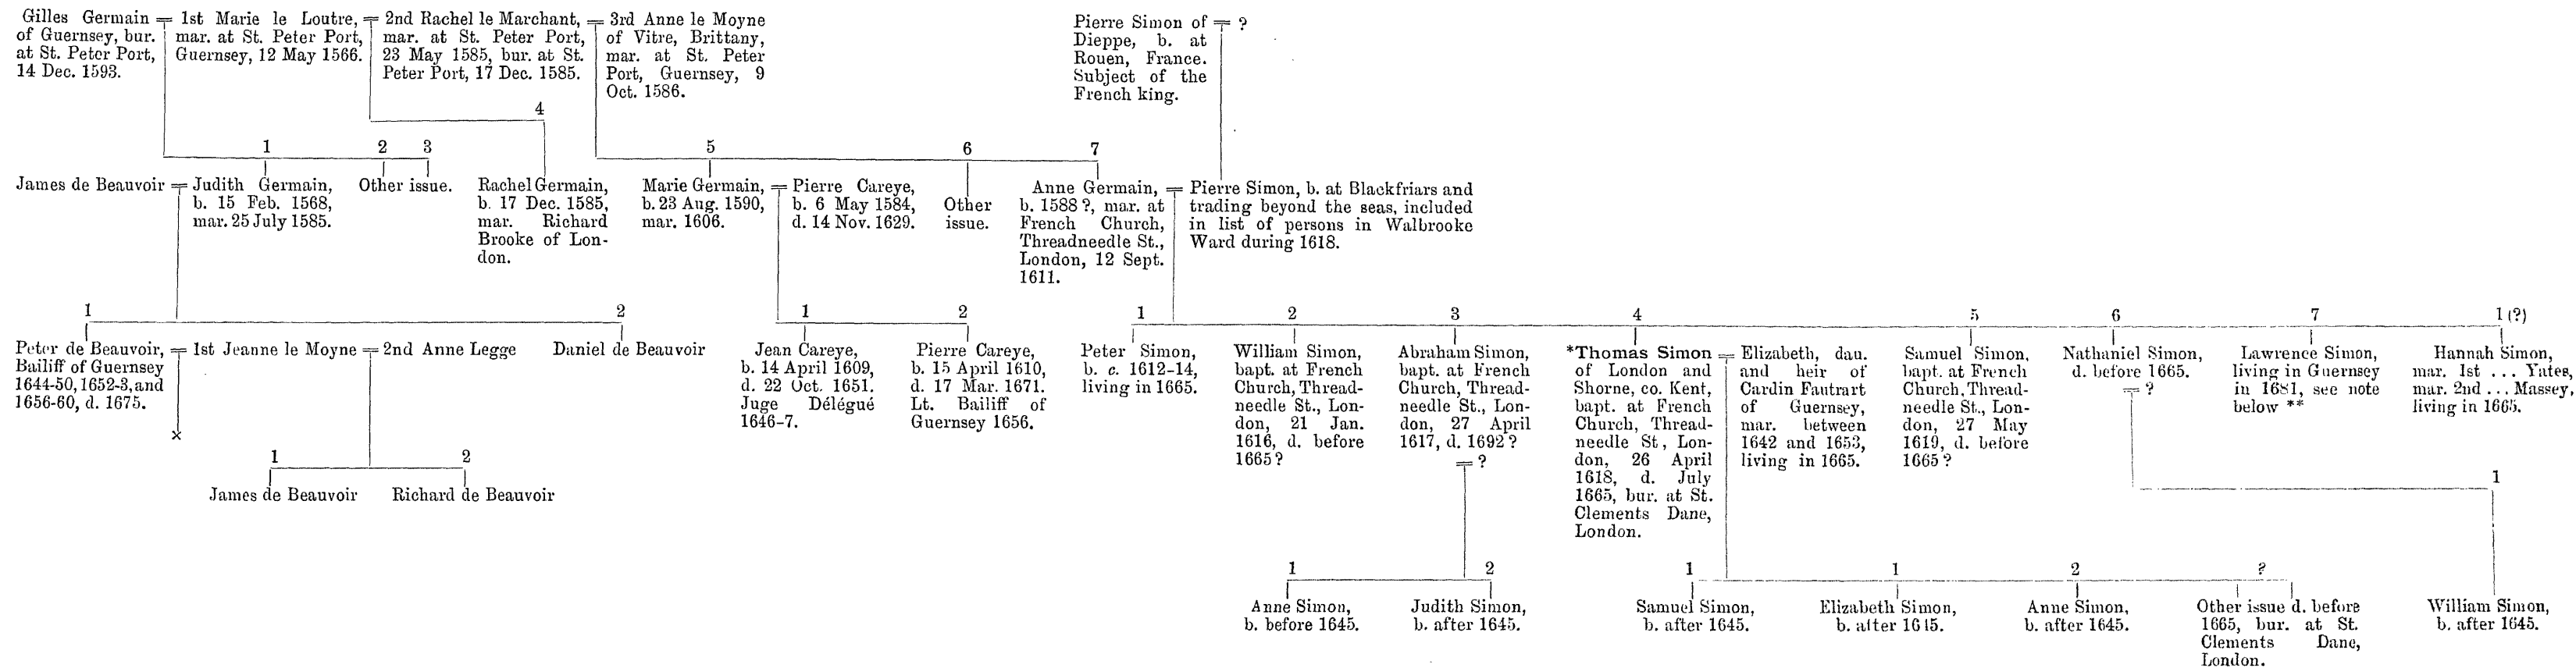 Gilles Germain
of Guernsey, bur.
at St. Peter Port,
14 Dec. 1593.
1st Marie le Loutre,
mar. at St. Peter Port,
Guernsey, 12 May 1566.
2nd Rachel le Marchant,
mar. at St. Peter Port,
23 May 1585, bur. at St.
Peter Port, 17 Dec. 1585.
3rd Anne le Moyne
of Vitre, Brittany,
mar. at St. Peter
Port, Guernsey, 9
Oct. 1586.
Pierre Simon of
Dieppe, b. at
Rouen, France.
Subject of the
French king.
?
4
1 2 3
5 6 7
James de Beauvoir
Judith Germain,
b. 15 Feb. 1568,
mar. 25 July 1585.
Other issue.
Rachel Germain,
b. 17 Dec. 1585,
mar. Richard
Brooke of Lon-
don.
Marie Germain,
b. 23 Aug. 1590,
mar. 1606.
Pierre Careye,
b. 6 May 1584,
d. 14 Nov. 1629.
Other
issue.
Anne Germain,
b. 1588 ?, mar. at
French Church,
Threadneedle St.,
London, 12 Sept.
1611.
Pierre Simon, b. at Blackfriars and
trading beyond the seas, included
in list of persons in Walbrooke
Ward during 1618.
1 2
1 2
1 2 3 4 5 6 7 1 (?)
Peter de Beauvoir,
Bailiff of Guernsey
1644-50, 1652-3, and
1656-60, d. 1675.
1st Jeanne le Moyne
2nd Anne Legge
Daniel de Beauvoir
Jean Careye,
b. 14 April 1609,
d. 22 Oct. 1651.
Juge Délégué
1646-7.
Pierre Careye,
b. 15 April 1610,
d. 17 Mar. 1671.
Lt. Bailiff of
Guernsey 1656.
Peter Simon,
b. c. 1612-14,
living in 1665.
William Simon,
bapt. at French
Church, Thread-
needle St., Lon-
don, 21 Jan.
1616, d. before
1665 ?
Abraham Simon,
bapt. at French
Church, Thread-
needle St., Lon-
don, 27 April
1617, d. 1692 ?
?
*Thomas Simon
of London and
Shorne, co. Kent,
bapt. at French
Church, Thread-
needle St, Lon-
don, 26 April
1618, d. July
1665, bur. at St.
Clements Dane,
London.
Elizabeth, dau.
and heir of
Cardin Fautrart
of Guernsey,
mar. between
1642 and 1653,
living in 1665.
Samuel Simon,
bapt. at French
Church, Thread-
needle St., Lon-
don, 27 May
1619, d. before
1665 ?
Nathaniel Simon,
d. before 1665.
?
Lawrence Simon,
living in Guernsey
in 1681, see note
below **
Hannah Simon,
mar. 1st ... Yates,
mar. 2nd ... Massey,
living in 1665.
x
1 2
James de Beauvoir
Richard de Beauvoir
1
1 2
1 1 2 ?
Anne Simon,
b. before 1645.
Judith Simon,
b. after 1645.
Samuel Simon,
b. after 1645.
Elizabeth Simon,
b. after 1645.
Anne Simon,
b. after 1645.
Other issue d. before
1665, bur. at St.
Clements Dane,
London.
William Simon,
b. after 1645.